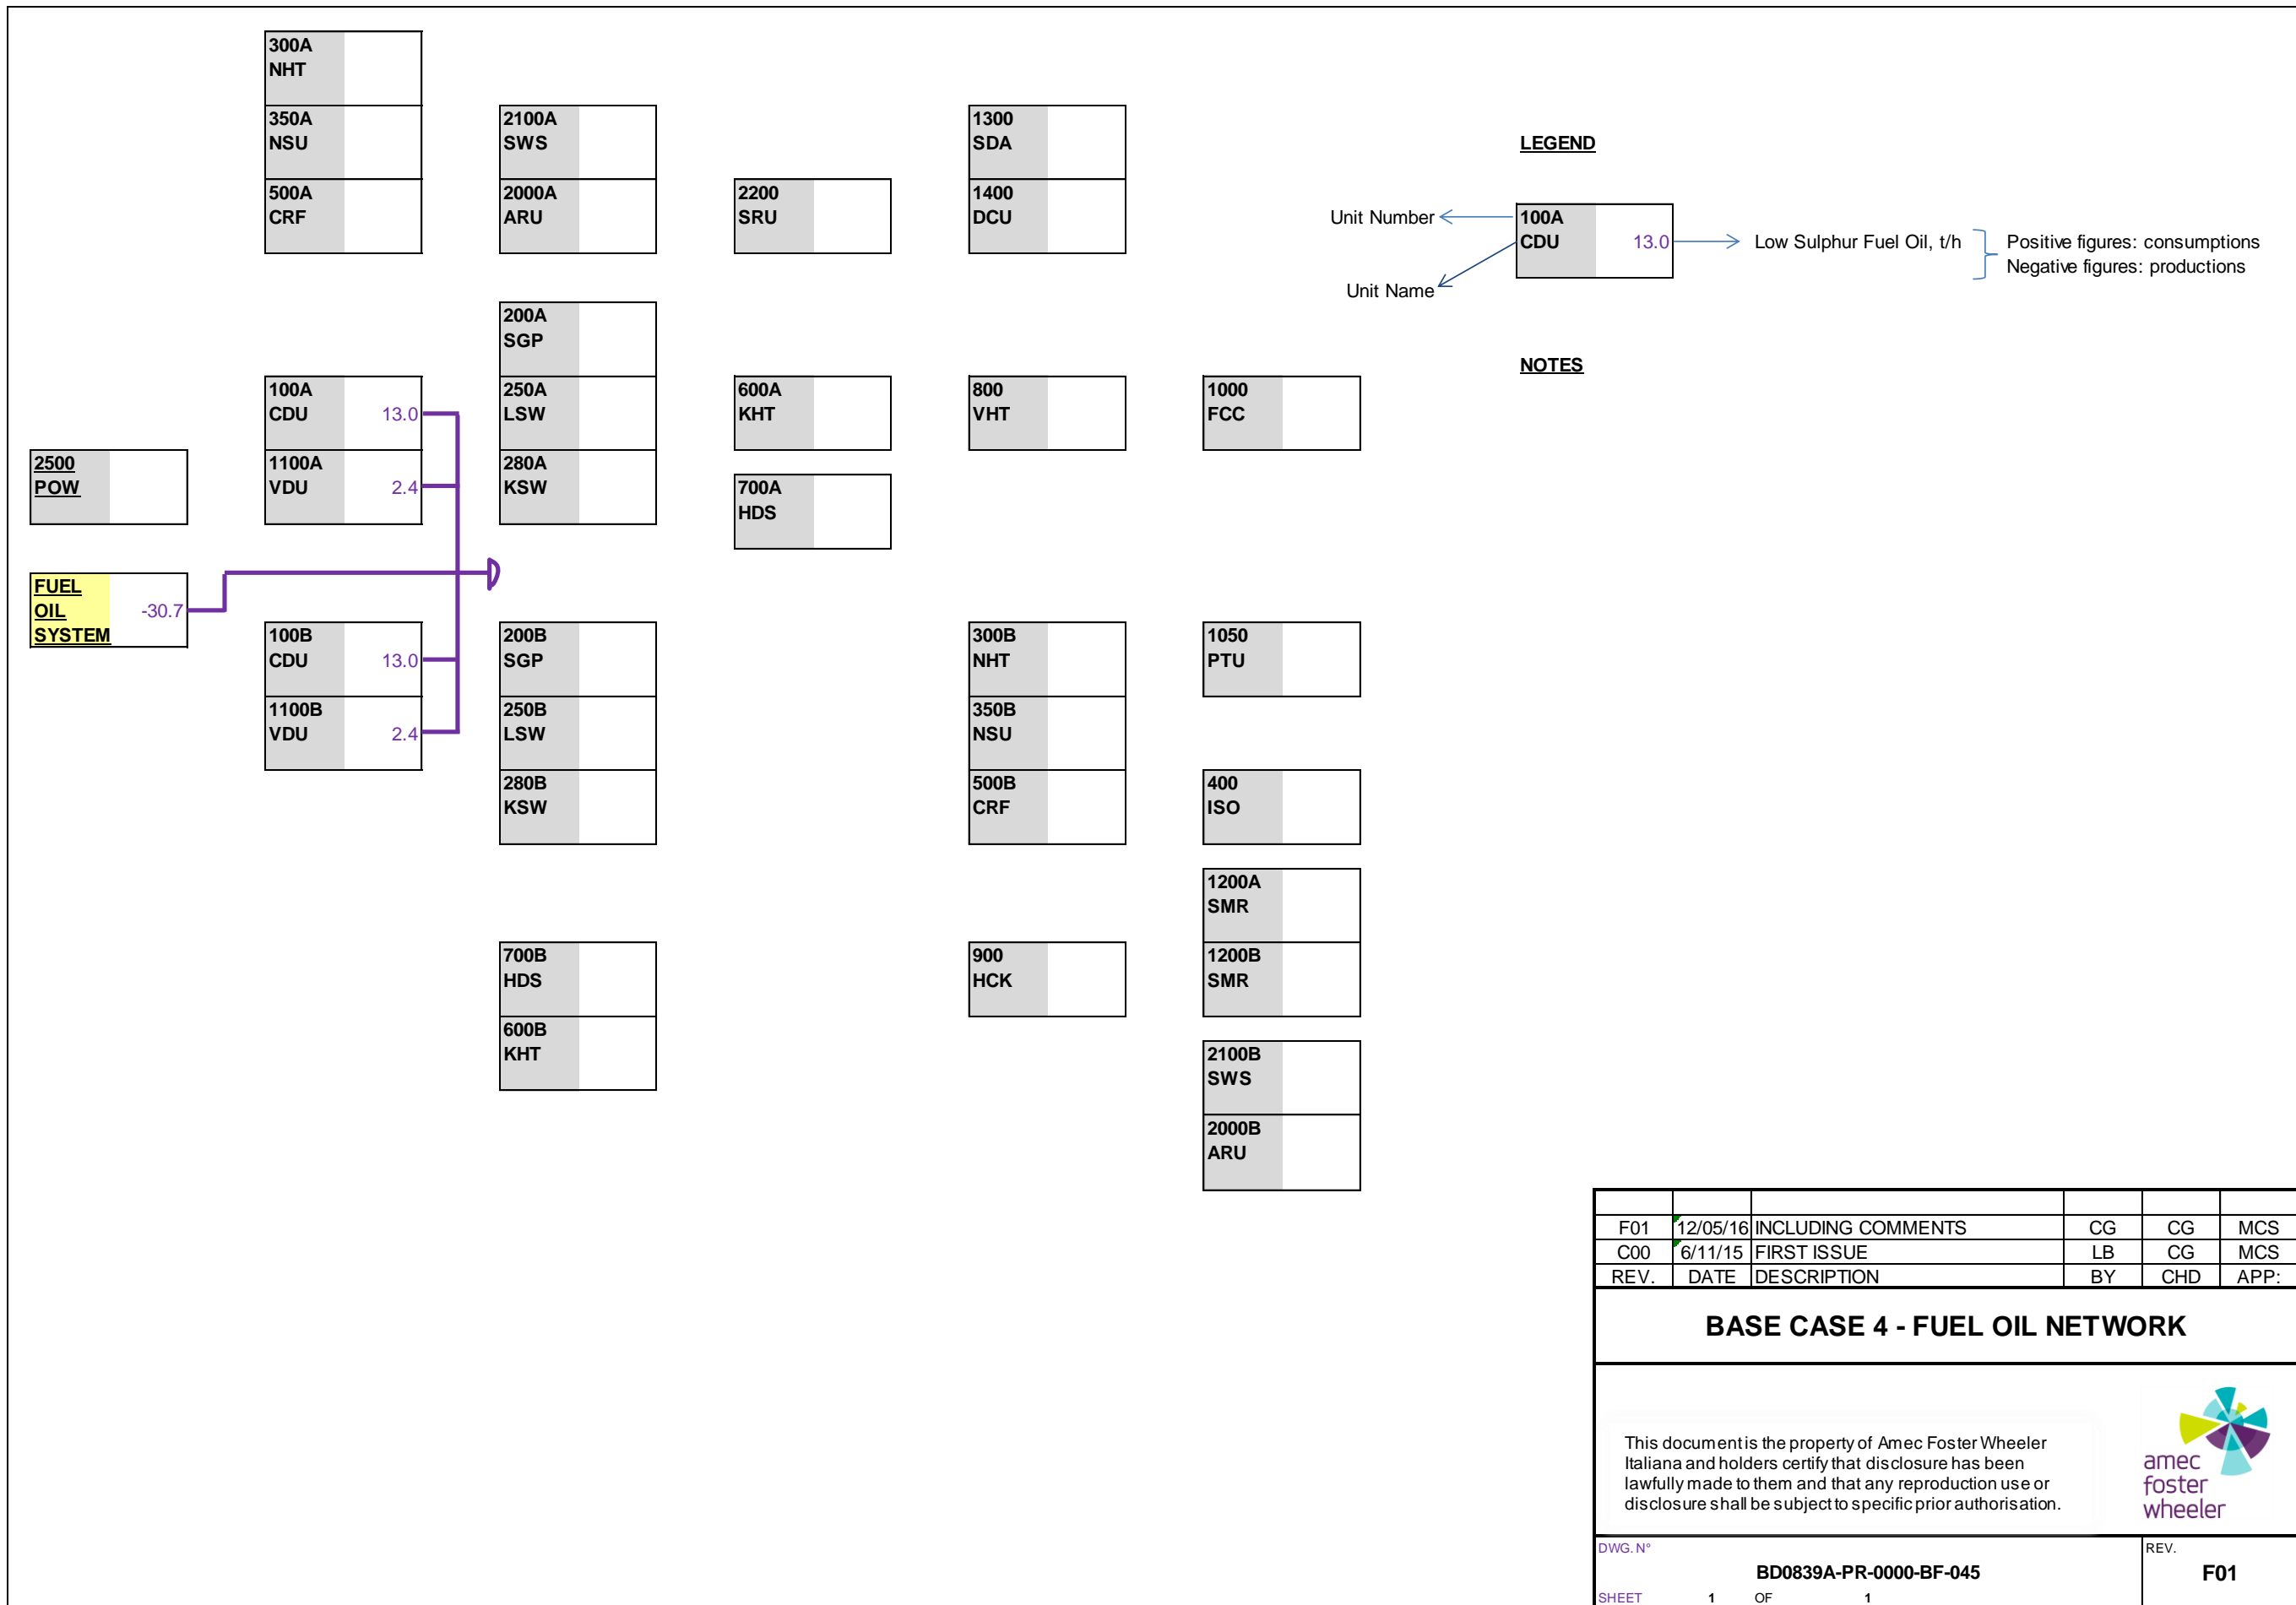 300A
NHT
350A
NSU
500A
CRF
2100A
SWS
2000A
ARU
2200
SRU
1300
SDA
1400
DCU
LEGEND
Unit Number
Unit Name
100A
CDU 13.0
Low Sulphur Fuel Oil, t/h
Positive figures: consumptions
Negative figures: productions
NOTES
200A
SGP
250A
LSW
280A
KSW
100A
CDU 13.0
1100A
VDU 2.4
600A
KHT
700A
HDS
800
VHT
1000
FCC
2500
POW
FUEL
OIL -30.7
SYSTEM
100B
CDU 13.0
1100B
VDU 2.4
200B
SGP
250B
LSW
280B
KSW
300B
NHT
350B
NSU
500B
CRF
1050
PTU
400
ISO
1200A
SMR
1200B
SMR
700B
HDS
600B
KHT
900
HCK
2100B
SWS
2000B
ARU
F01 12/05/16 INCLUDING COMMENTS CG CG MCS
C00 6/11/15 FIRST ISSUE LB CG MCS
REV. DATE DESCRIPTION BY CHD APP:
BASE CASE 4 - FUEL OIL NETWORK
This document is the property of Amec Foster Wheeler
Italiana and holders certify that disclosure has been
lawfully made to them and that any reproduction use or
disclosure shall be subject to specific prior authorisation.
amec
foster
wheeler
DWG. N°
BD0839A-PR-0000-BF-045
SHEET 1 OF 1
REV.
F01